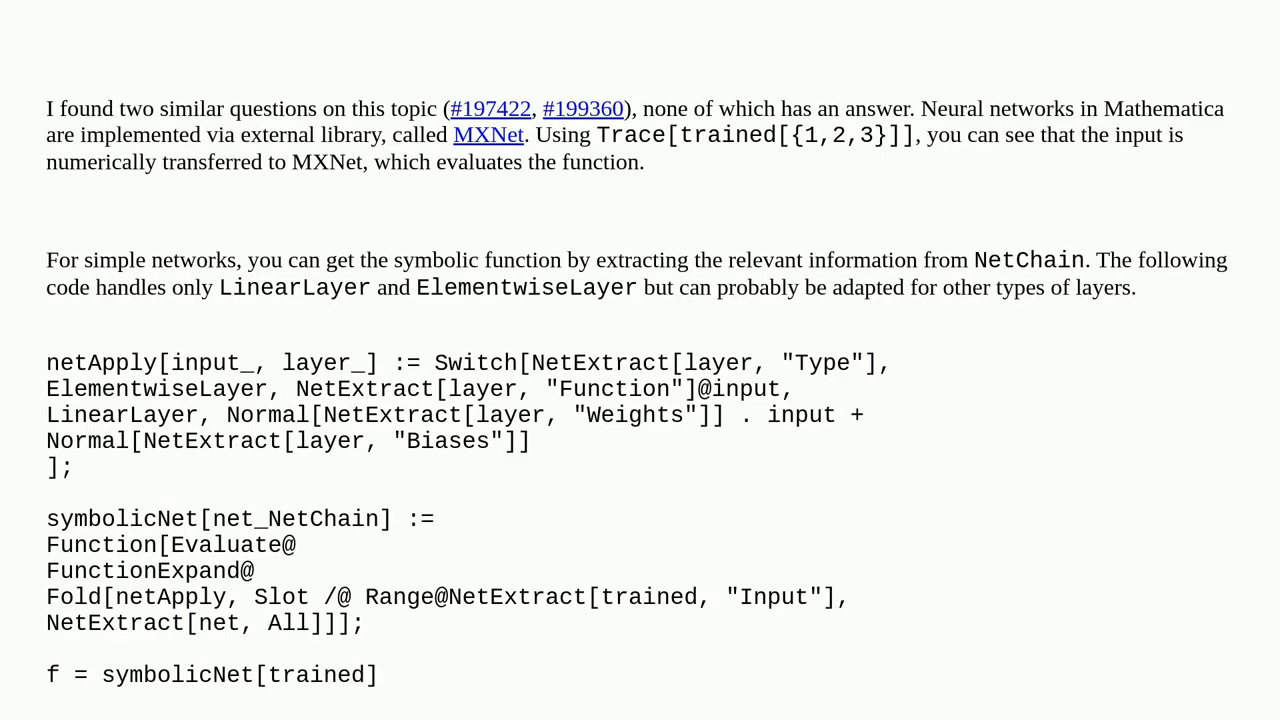 I found two similar questions on this topic (#197422, #199360), none of which has an answer. Neural networks in Mathematica
are implemented via external library, called MXNet. Using Trace[trained[{1,2,3}]], you can see that the input is
numerically transferred to MXNet, which evaluates the function.
For simple networks, you can get the symbolic function by extracting the relevant information from NetChain. The following
code handles only LinearLayer and ElementwiseLayer but can probably be adapted for other types of layers.
netApply[input_, layer_] := Switch[NetExtract[layer, "Type"],
ElementwiseLayer, NetExtract[layer, "Function"]@input,
LinearLayer, Normal[NetExtract[layer, "Weights"]] . input +
Normal[NetExtract[layer, "Biases"]]
];
symbolicNet[net_NetChain] :=
Function[Evaluate@
FunctionExpand@
Fold[netApply, Slot /@ Range@NetExtract[trained, "Input"],
NetExtract[net, All]]];
f = symbolicNet[trained]